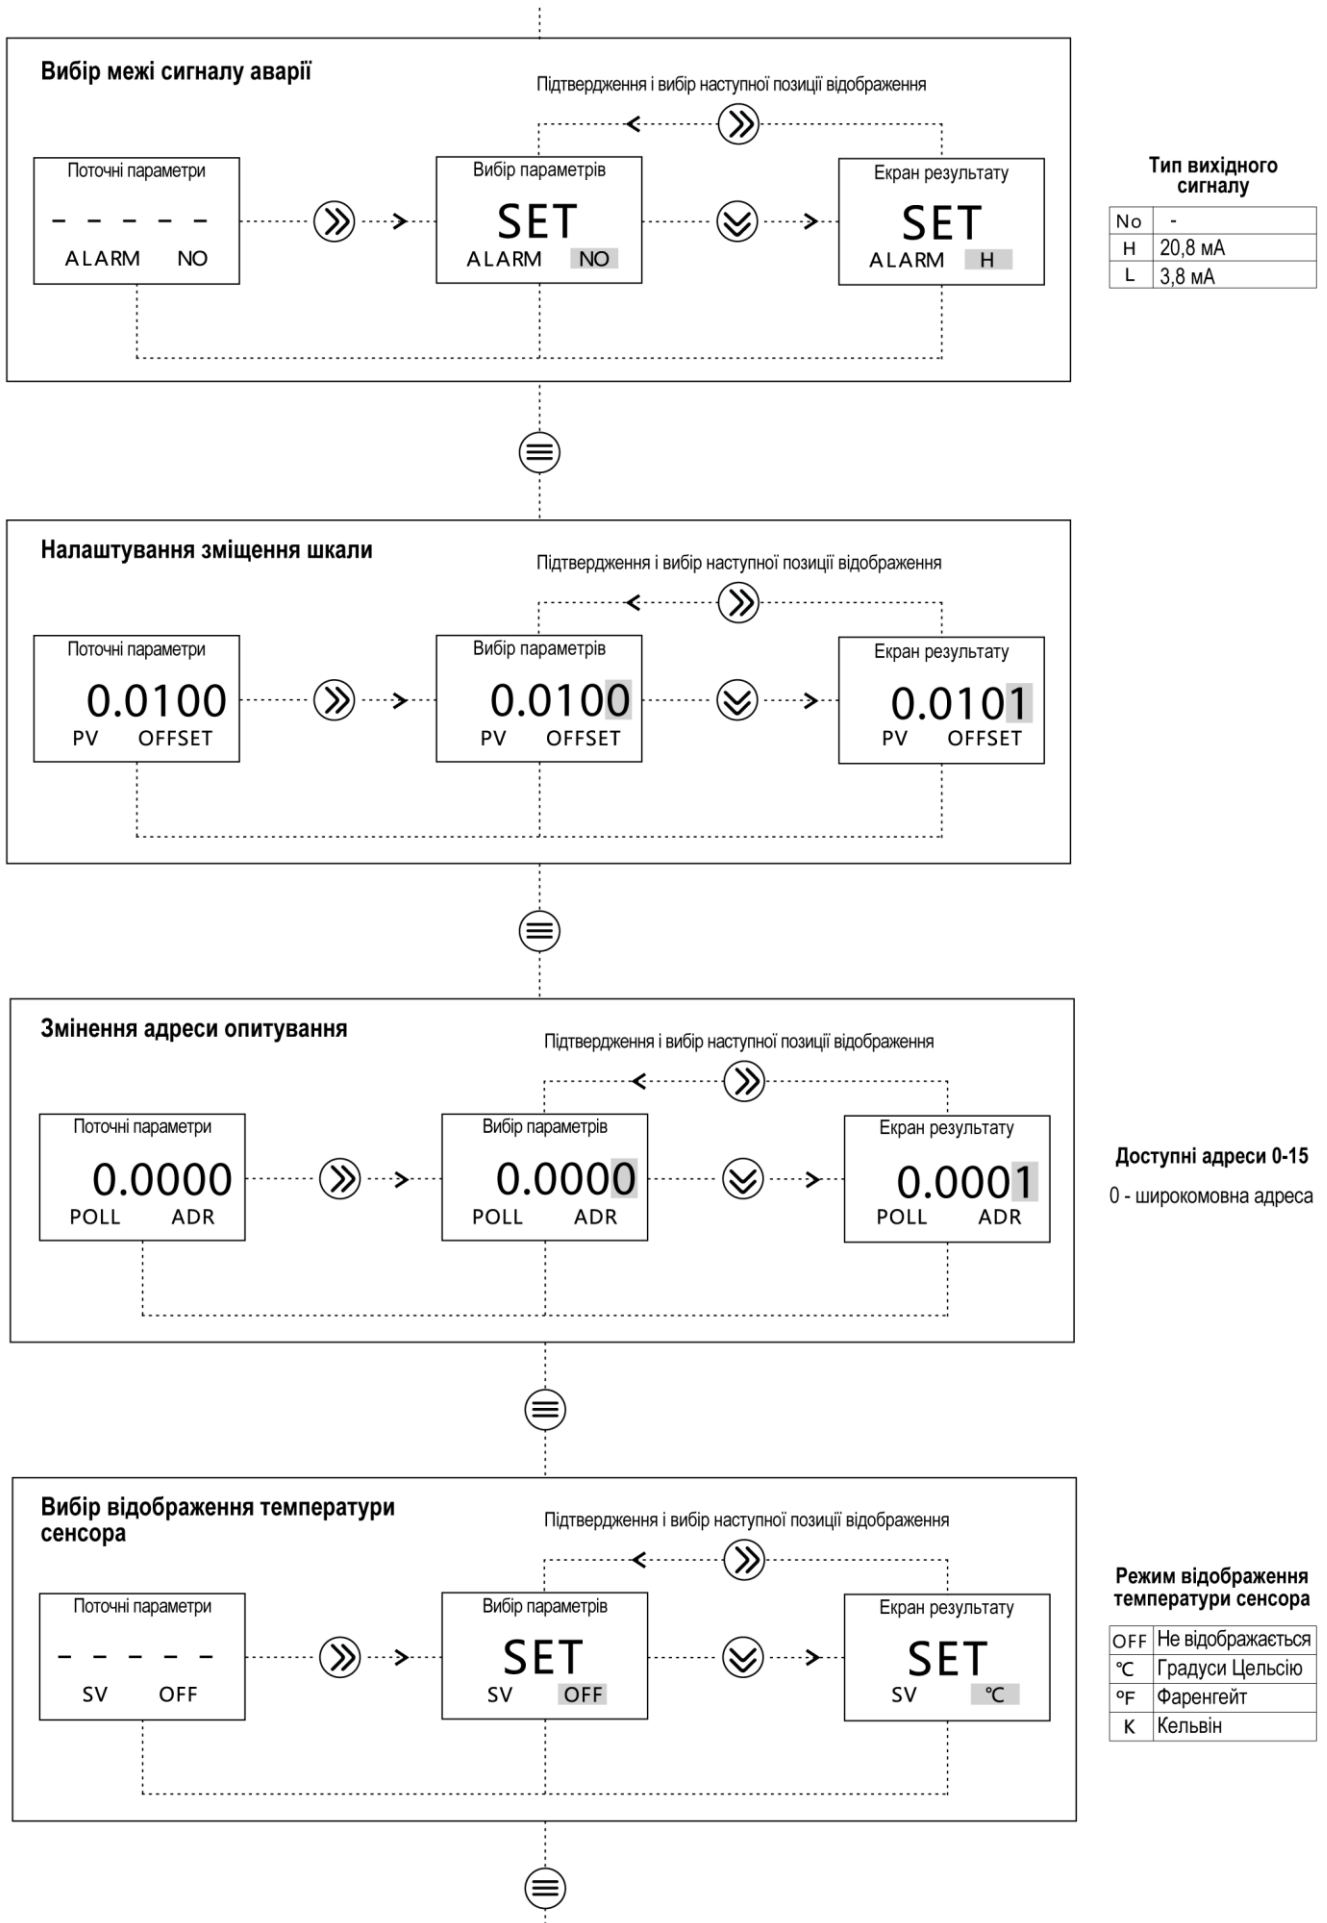 Вибір межі сигналу аварії
Підтвердження і вибір наступної позиції відображення
Поточні параметри
- - - - -
ALARM NO
Вибір параметрів
SET
ALARM NO
Екран результату
SET
ALARM H
Тип вихідного
сигналу
No -
H 20,8 мА
L 3,8 мА
Налаштування зміщення шкали
Підтвердження і вибір наступної позиції відображення
Поточні параметри
0.0100
PV OFFSET
Вибір параметрів
0.0100
PV OFFSET
Екран результату
0.0101
PV OFFSET
Змінення адреси опитування
Підтвердження і вибір наступної позиції відображення
Поточні параметри
0.0000
POLL ADR
Вибір параметрів
0.0000
POLL ADR
Екран результату
0.0001
POLL ADR
Доступні адреси 0-15
0 - широкомовна адреса
Вибір відображення температури
сенсора
Підтвердження і вибір наступної позиції відображення
Поточні параметри
- - - - -
SV OFF
Вибір параметрів
SET
SV OFF
Екран результату
SET
SV °C
Режим відображення
температури сенсора
OFF Не відображається
°C Градуси Цельсію
°F Фаренгейт
K Кельвін